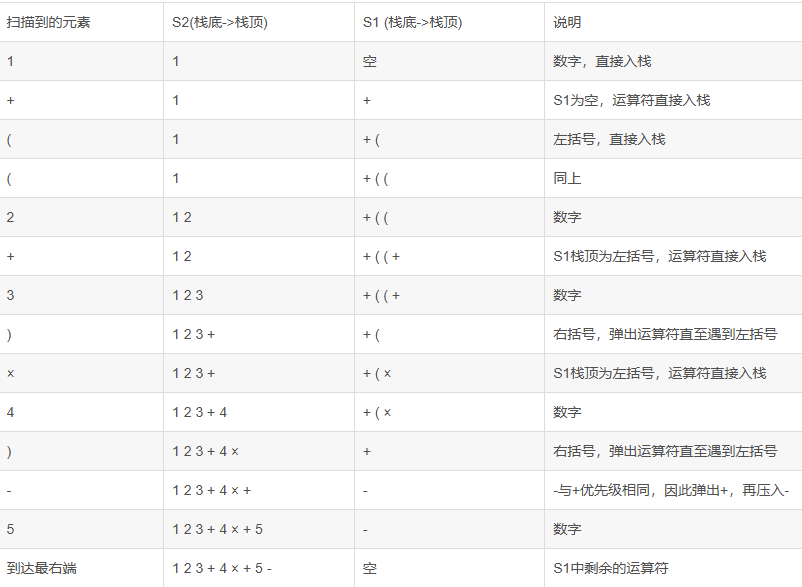 扫描到的元素 S2(栈底->栈顶) S1 (栈底->栈顶) 说明
1 1 空 数字，直接入栈
+ 1 + S1为空，运算符直接入栈
( 1 + ( 左括号，直接入栈
( 1 + ( ( 同上
2 1 2 + ( ( 数字
+ 1 2 + ( ( + S1栈顶为左括号，运算符直接入栈
3 1 2 3 + ( ( + 数字
) 1 2 3 + + ( 右括号，弹出运算符直至遇到左括号
× 1 2 3 + + ( × S1栈顶为左括号，运算符直接入栈
4 1 2 3 + 4 + ( × 数字
) 1 2 3 + 4 × + 右括号，弹出运算符直至遇到左括号
- 1 2 3 + 4 × + - -与+优先级相同，因此弹出+，再压入-
5 1 2 3 + 4 × + 5 - 数字
到达最右端 1 2 3 + 4 × + 5 - 空 S1中剩余的运算符